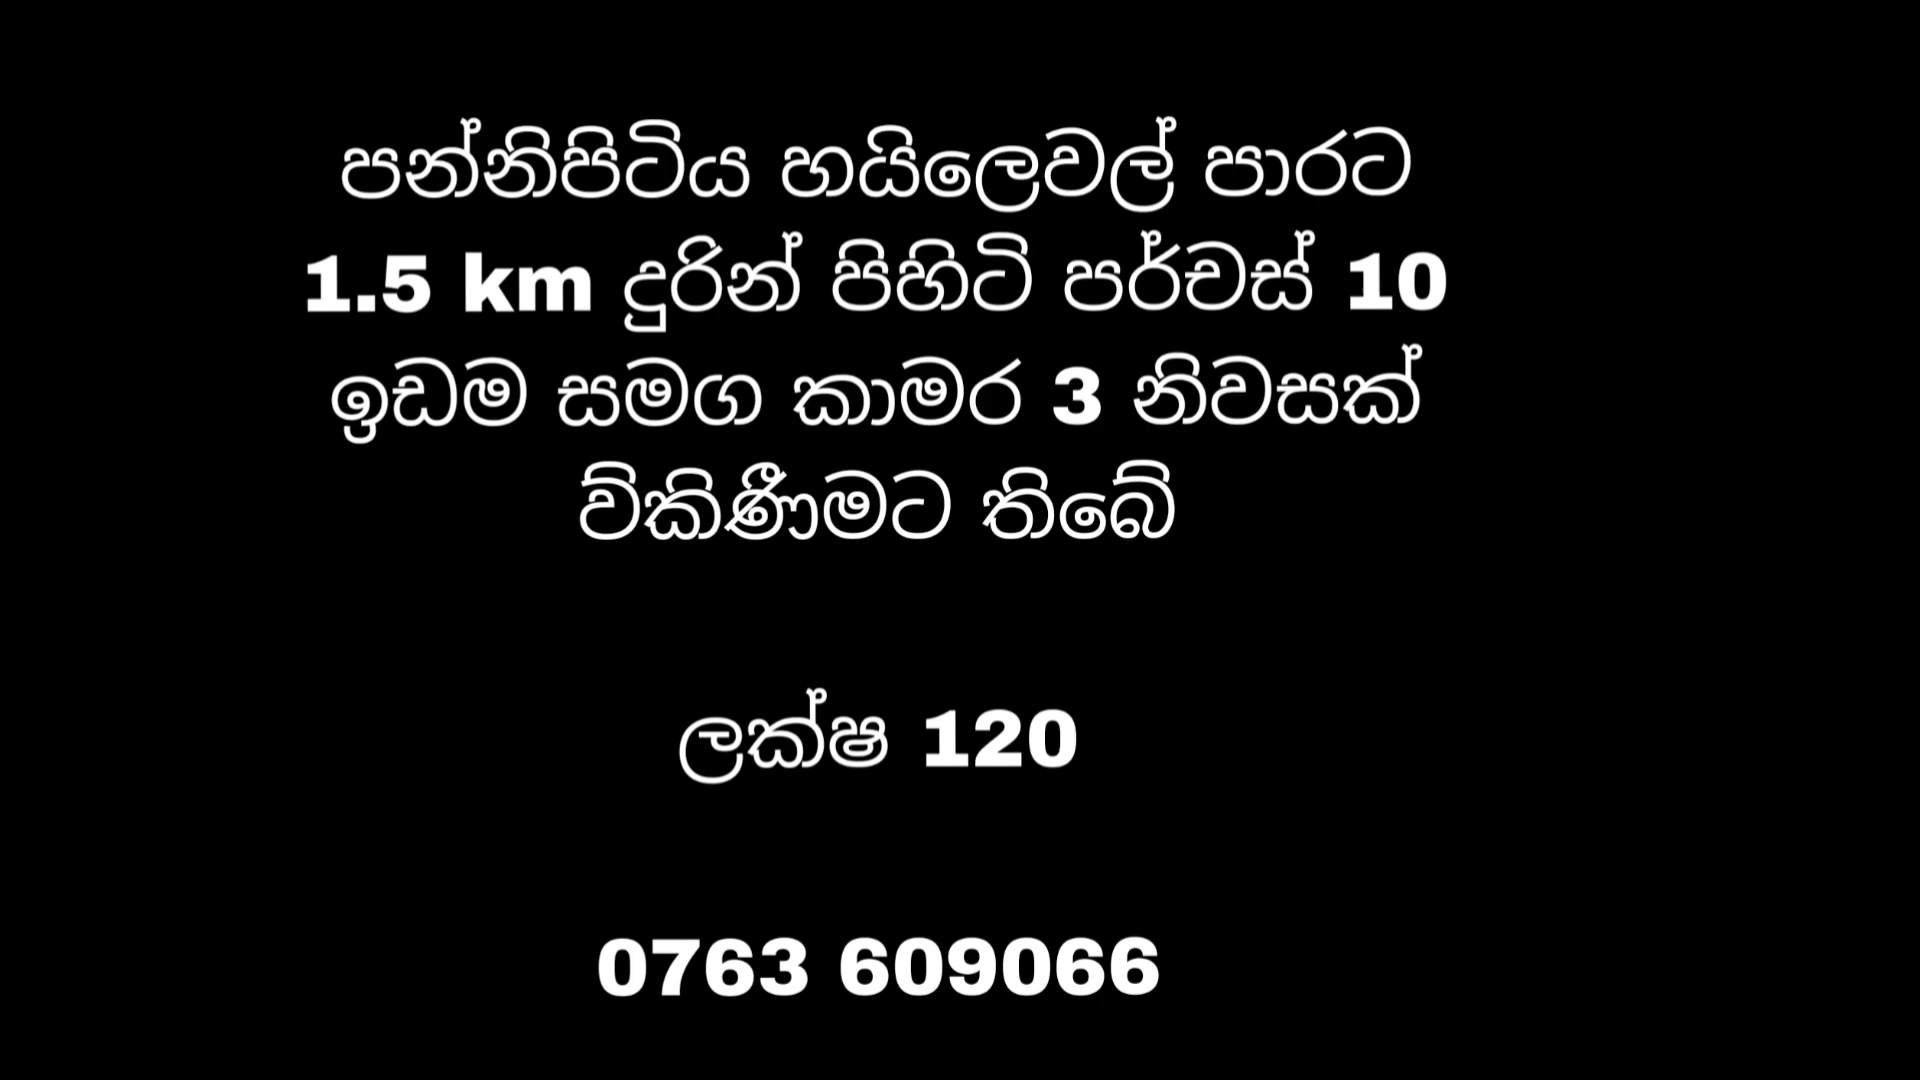 පන්නිපිටිය හයිලෙවල් පාරට
1.5 km දුරින් පිහිටි පර්චස් 10
ඉඩම සමග කාමර 3 නිවසක්
විකිණීමට තිබේ
ලක්ෂ 120
0763 609066